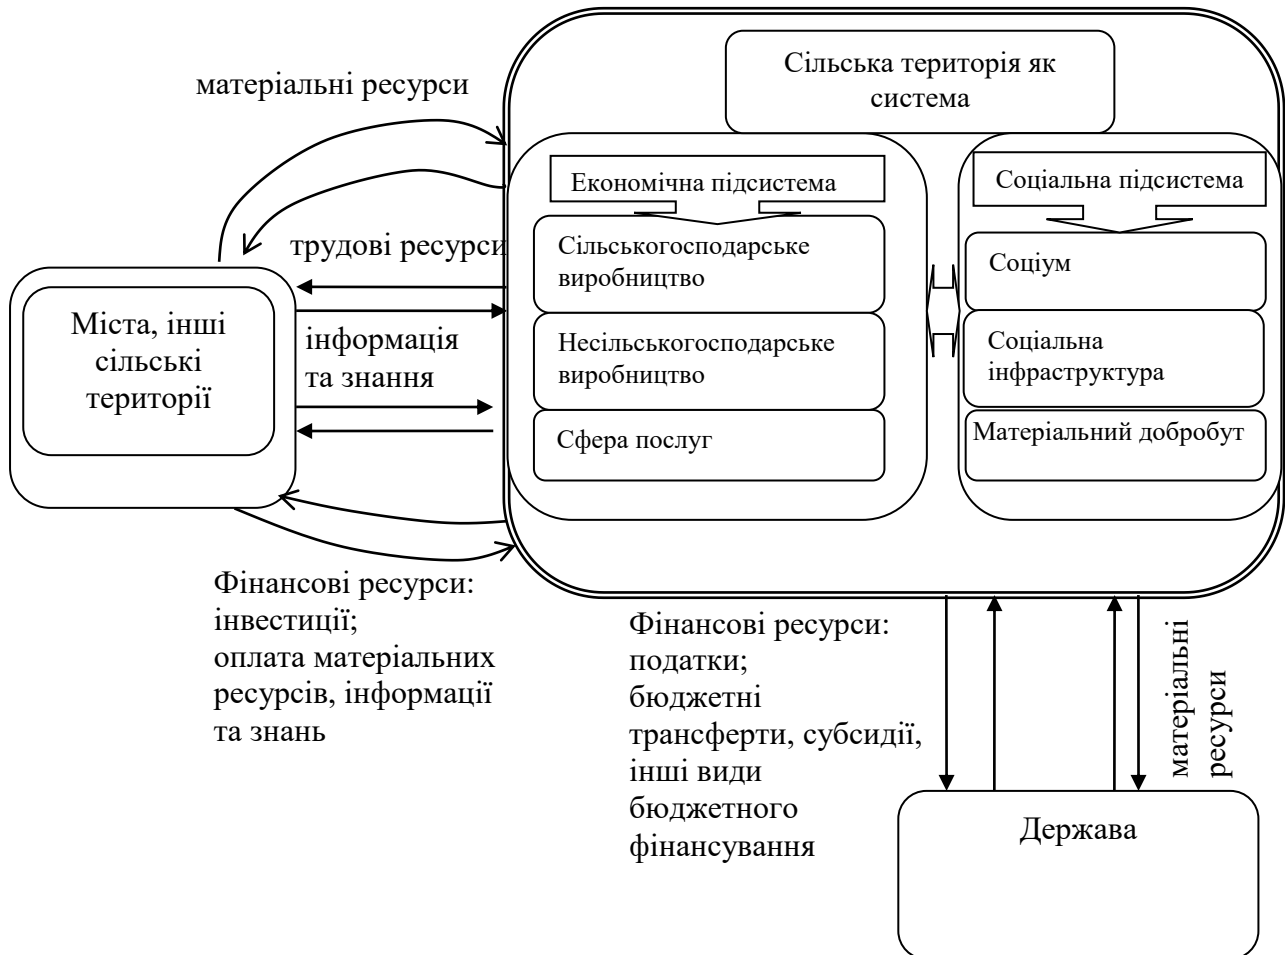 Сільська територія як
система
матеріальні ресурси
Економічна підсистема
Соціальна підсистема
трудові ресурси
Сільськогосподарське
виробництво
Соціум
Міста, інші
сільські
території
інформація
та знання
Несільськогосподарське
виробництво
Соціальна
інфраструктура
Сфера послуг
Матеріальний добробут
Фінансові ресурси:
інвестиції;
оплата матеріальних
ресурсів, інформації
та знань
Фінансові ресурси:
податки;
бюджетні
трансферти, субсидії,
інші види
бюджетного
фінансування
матеріальні
ресурси
Держава